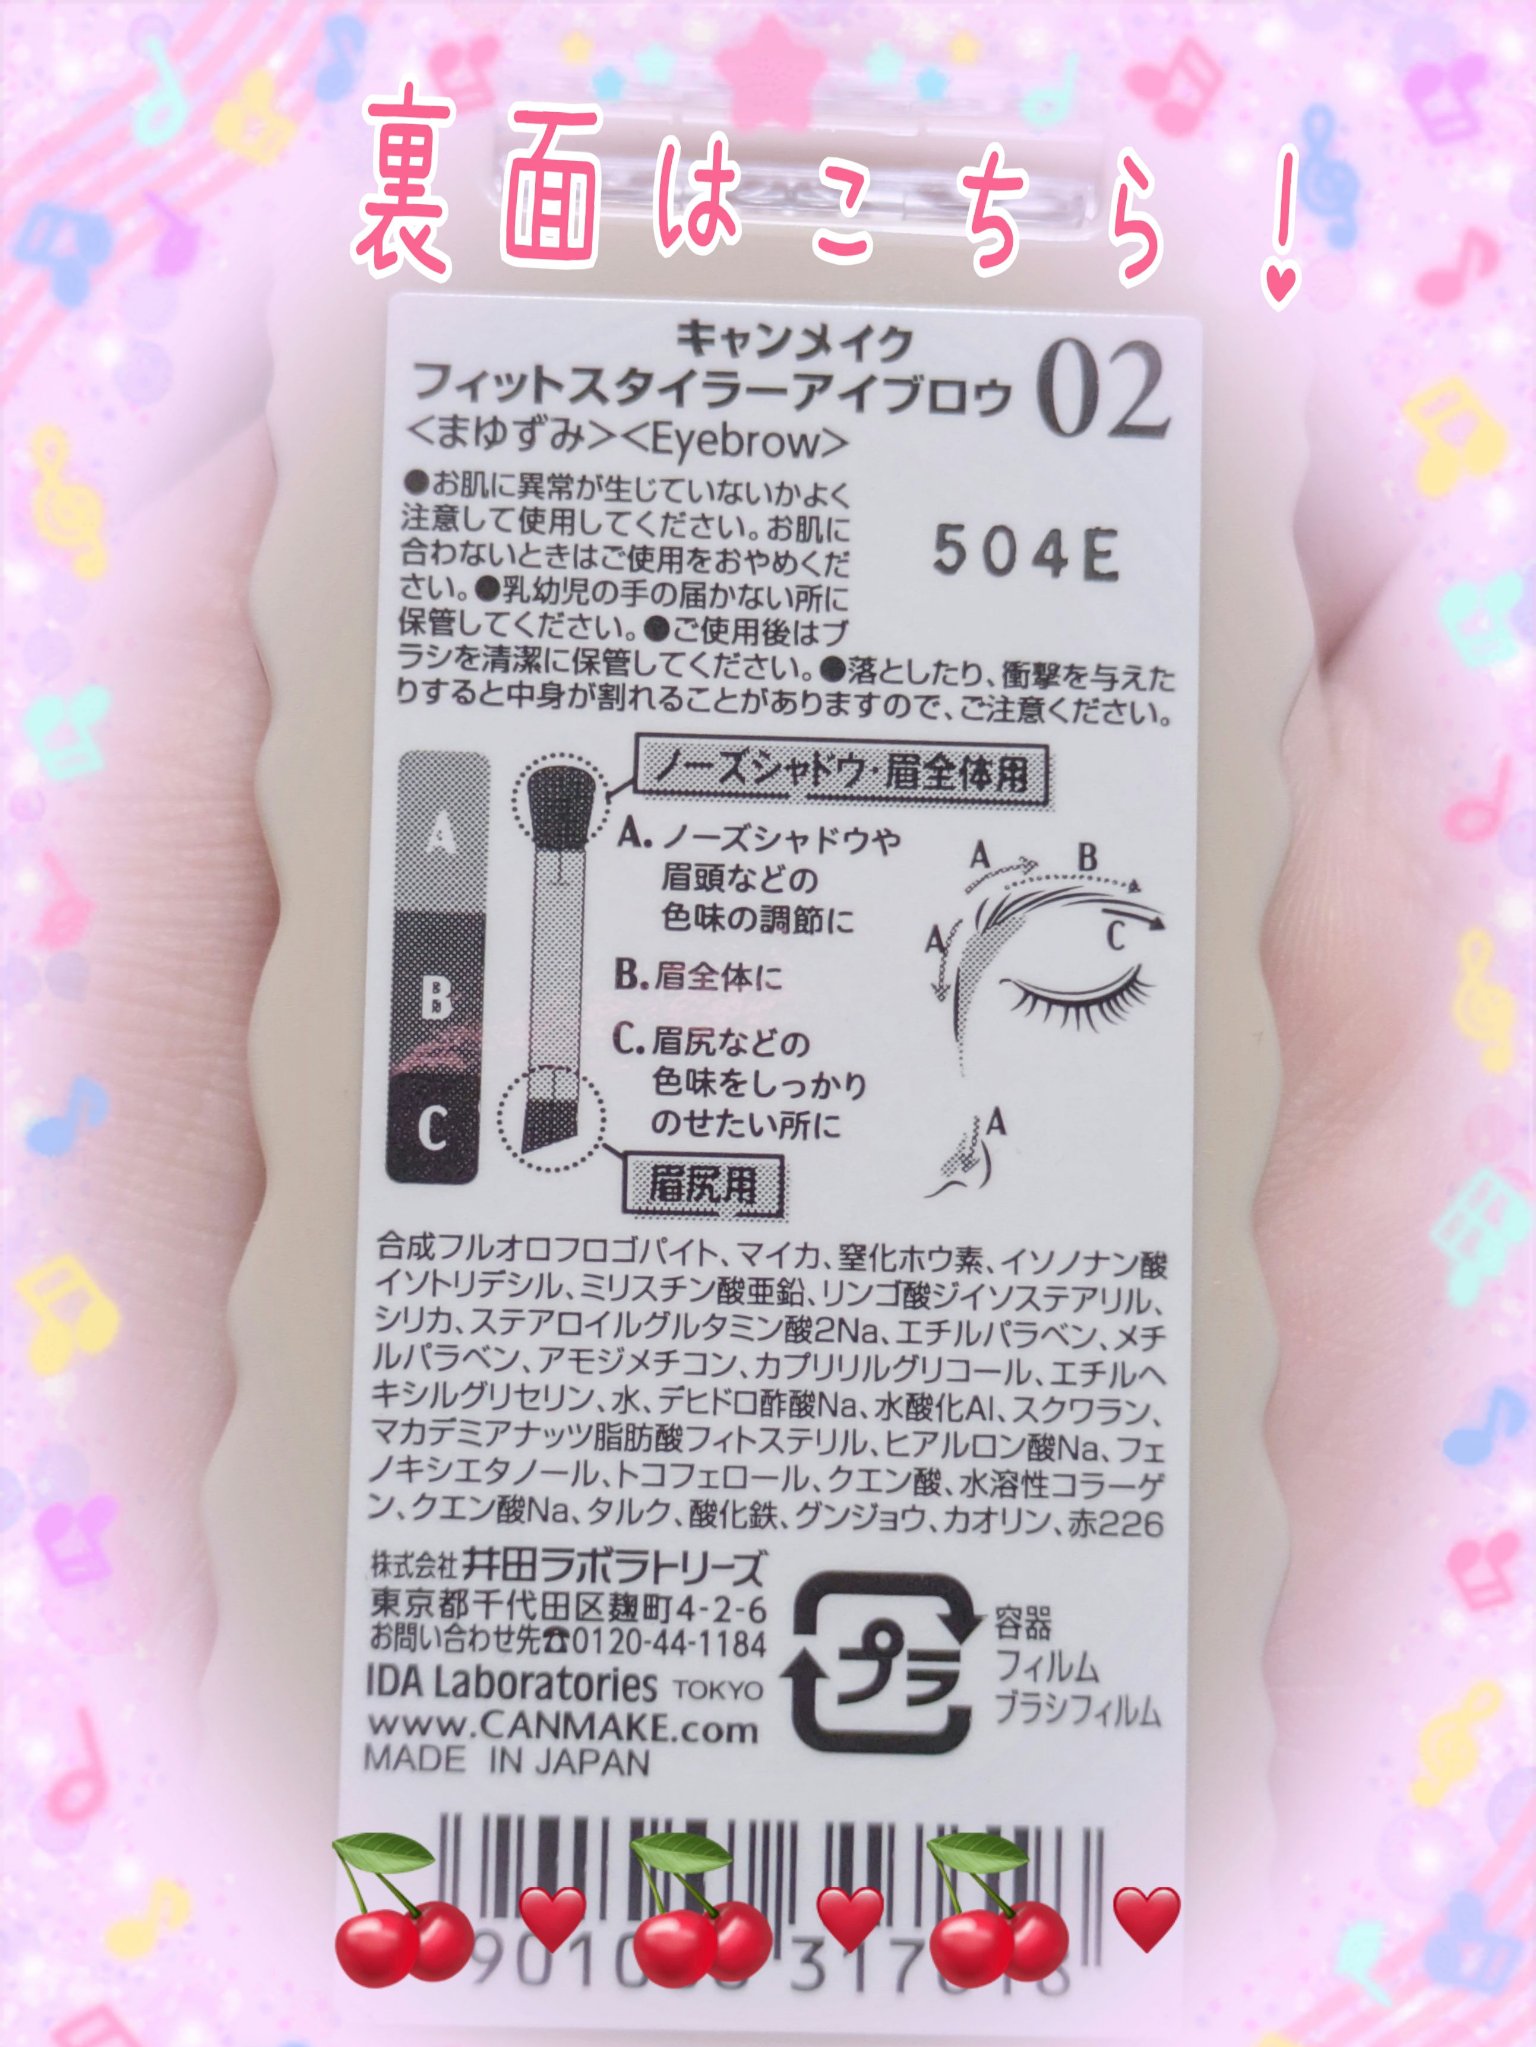 裏面はこちら!
キャンメイク
フィットスタイラーアイブロウ
02
<まゆずみ><Eyebrow>
●お肌に異常が生じていないかよく
注意して使用してください。お肌に
合わないときはご使用をおやめくだ
さい。●乳幼児の手の届かない所に
保管してください。●ご使用後はブ
ラシを清潔に保管してください。●落としたり、衝撃を与えた
りすると中身が割れることがありますので、ご注意ください。
504E
ノーズシャドウ・眉全体用
A
B
C
A.ノーズシャドウや
眉頭などの
色味の調節に
B.眉全体に
C.眉尻などの
色味をしっかり
のせたい所に
眉尻用
A
B
A
C
A
合成フルオロフロゴパイト、マイカ、窒化ホウ素、イソノナン酸
イソトリデシル、ミリスチン酸亜鉛、リンゴ酸ジイソステアリル、
シリカ、ステアロイルグルタミン酸2Na、エチルパラベン、メチ
ルパラベン、アモジメチコン、カプリリルグリコール、エチルヘ
キシルグリセリン、水、デヒドロ酢酸Na、水酸化Al、スクワラン、
マカデミアナッツ脂肪酸フィトステリル、ヒアルロン酸Na、フェ
ノキシエタノール、トコフェロール、クエン酸、水溶性コラーゲ
ン、クエン酸Na、タルク、酸化鉄、グンジョウ、カオリン、赤226
株式会社井田ラボラトリーズ
東京都千代田区麹町4-2-6
お問い合わせ先☎0120-44-1184
IDA Laboratories TOKYO
www.CANMAKE.com
MADE IN JAPAN
プラ
容器
フィルム
ブラシフィルム